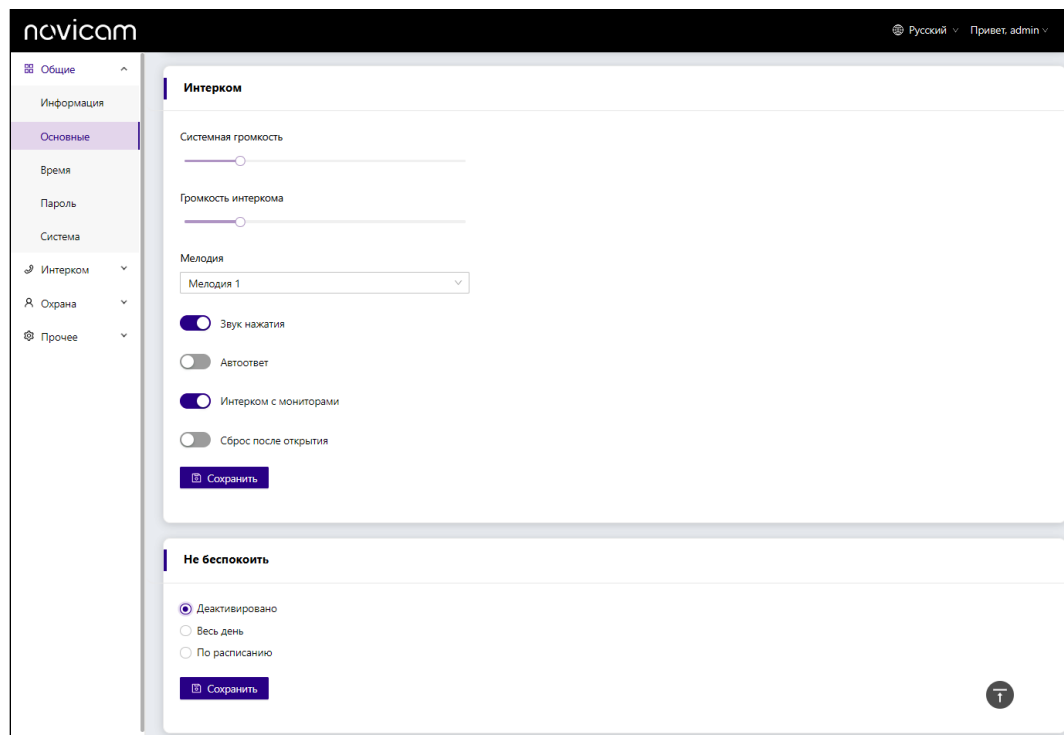 novicam
Русский Привет, admin
Общие
Информация
Основные
Время
Пароль
Система
Интерком
Охрана
Прочее
Интерком
Системная громкость
Громкость интеркома
Мелодия
Мелодия 1
Звук нажатия
Автоответ
Интерком с мониторами
Сброс после открытия
Сохранить
Не беспокоить
Деактивировано
Весь день
По расписанию
Сохранить